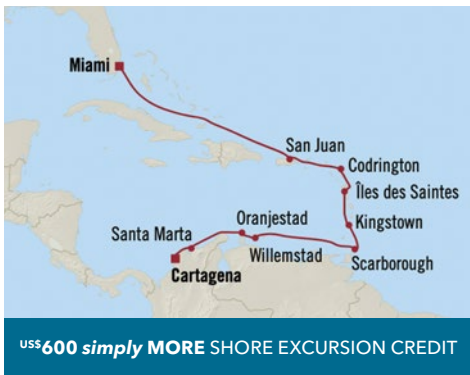 Miami
San Juan
Codrington
Îles des Saintes
Oranjestad
Kingstown
Santa Marta
Willemstad
Scarborough
Cartagena
US$600 simply MORE SHORE EXCURSION CREDIT